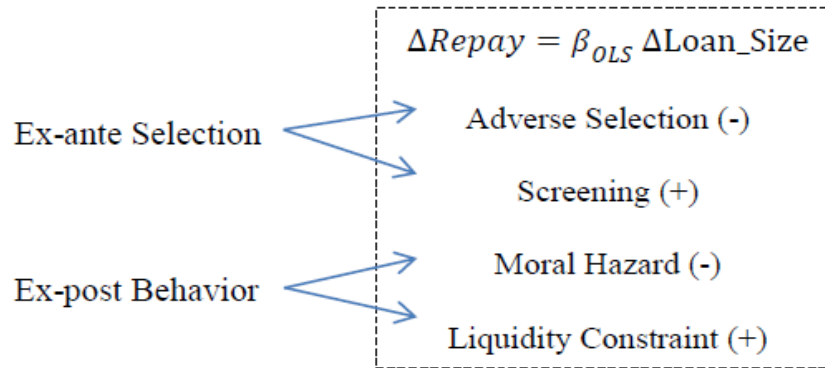 ΔRepay = β_OLS ΔLoan_Size
Ex-ante Selection
Adverse Selection (-)
Screening (+)
Ex-post Behavior
Moral Hazard (-)
Liquidity Constraint (+)